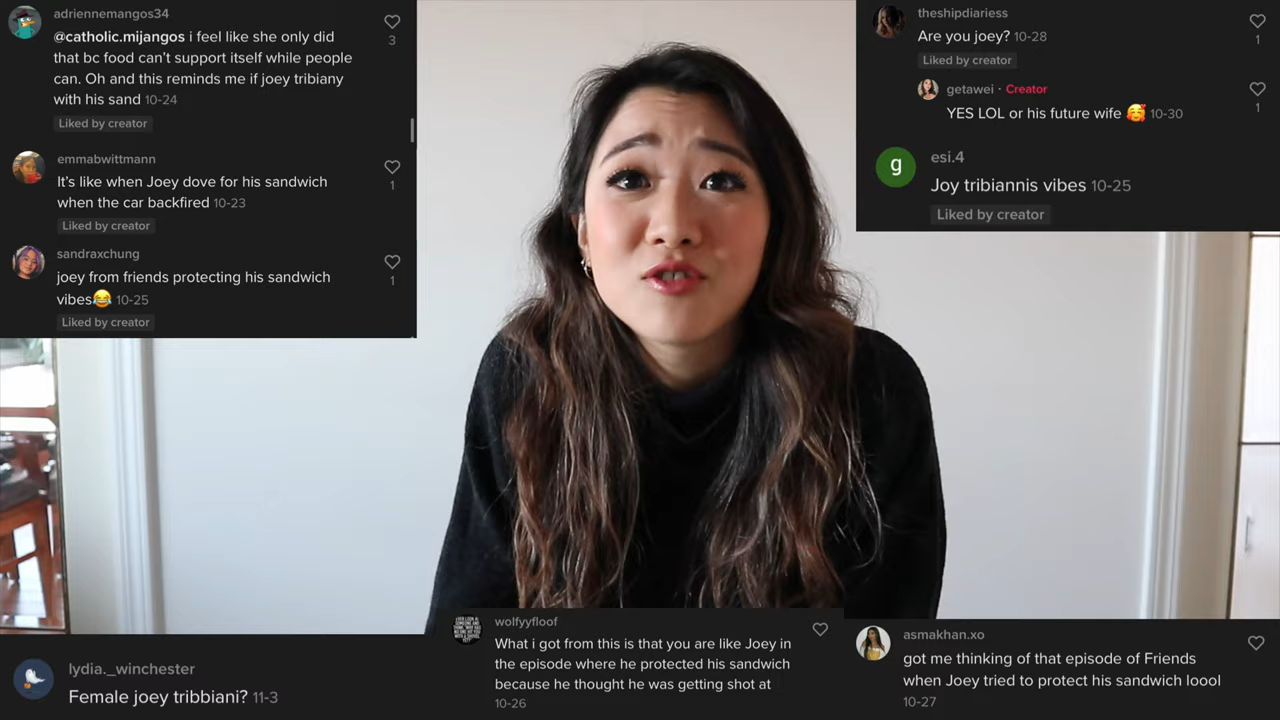 adriennemangos34
@catholic.mijangos i feel like she only did
that bc food can't support itself while people
can. Oh and this reminds me if joey tribiany
with his sand 10-24
3
Liked by creator
emmabwittmann
It's like when Joey dove for his sandwich
when the car backfired 10-23
1
Liked by creator
sandraxchung
joey from friends protecting his sandwich
vibes😂 10-25
1
Liked by creator
theshipdiariess
Are you joey? 10-28
1
Liked by creator
getawei · Creator
YES LOL or his future wife 🥰 10-30
1
g
esi.4
Joy tribiannis vibes 10-25
Liked by creator
lydia._winchester
Female joey tribbiani? 11-3
wolfyyfloof
What i got from this is that you are like Joey in
the episode where he protected his sandwich
because he thought he was getting shot at
10-26
asmakhan.xo
got me thinking of that episode of Friends
when Joey tried to protect his sandwich loool
10-27